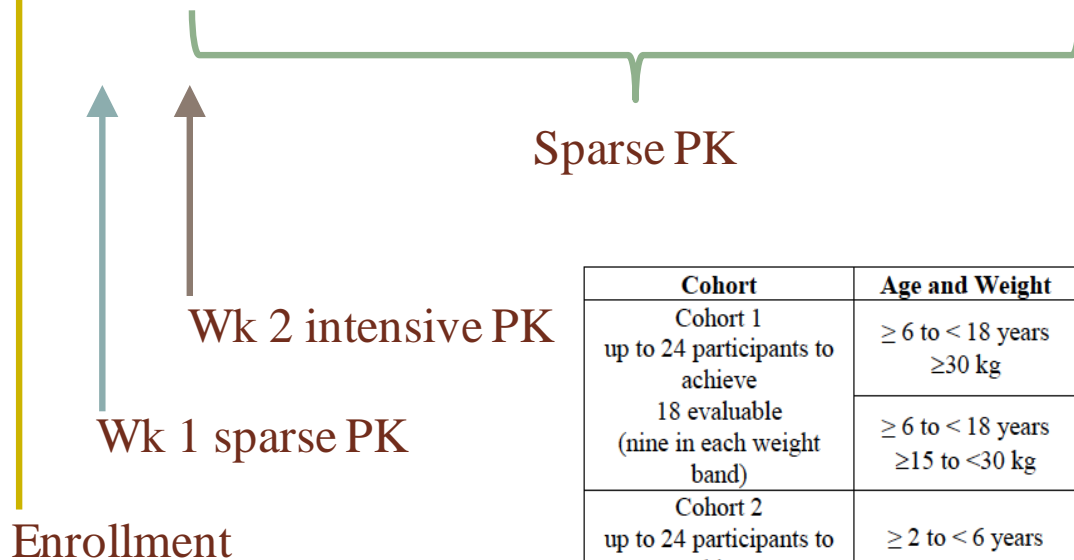 Sparse PK
Wk 2 intensive PK
Wk 1 sparse PK
Enrollment
Cohort
Age and Weight
Cohort 1
up to 24 participants to
achieve
18 evaluable
(nine in each weight
band)
≥ 6 to < 18 years
≥30 kg
≥ 6 to < 18 years
≥15 to <30 kg
Cohort 2
up to 24 participants to
≥ 2 to < 6 years